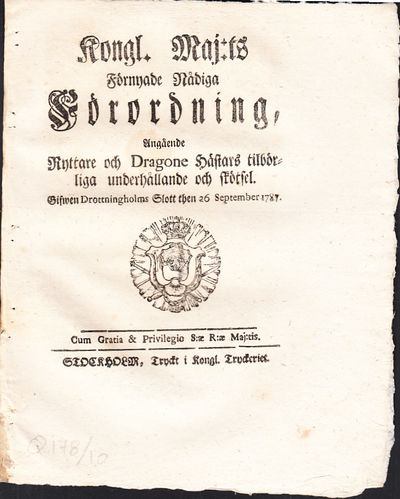 Kongl. Maj:ts
Förnyade Nådiga
Förordning,
Angående
Ryttare och Dragone Hästars tilbör-
liga underhållande och skötsel.
Gifwen Drottningholms Slott then 26 September 1787.
Cum Gratia & Privilegio S:æ R:æ Maj:tis.
STOCKHOLM, Tryckt i Kongl. Tryckeriet.
Q178/10